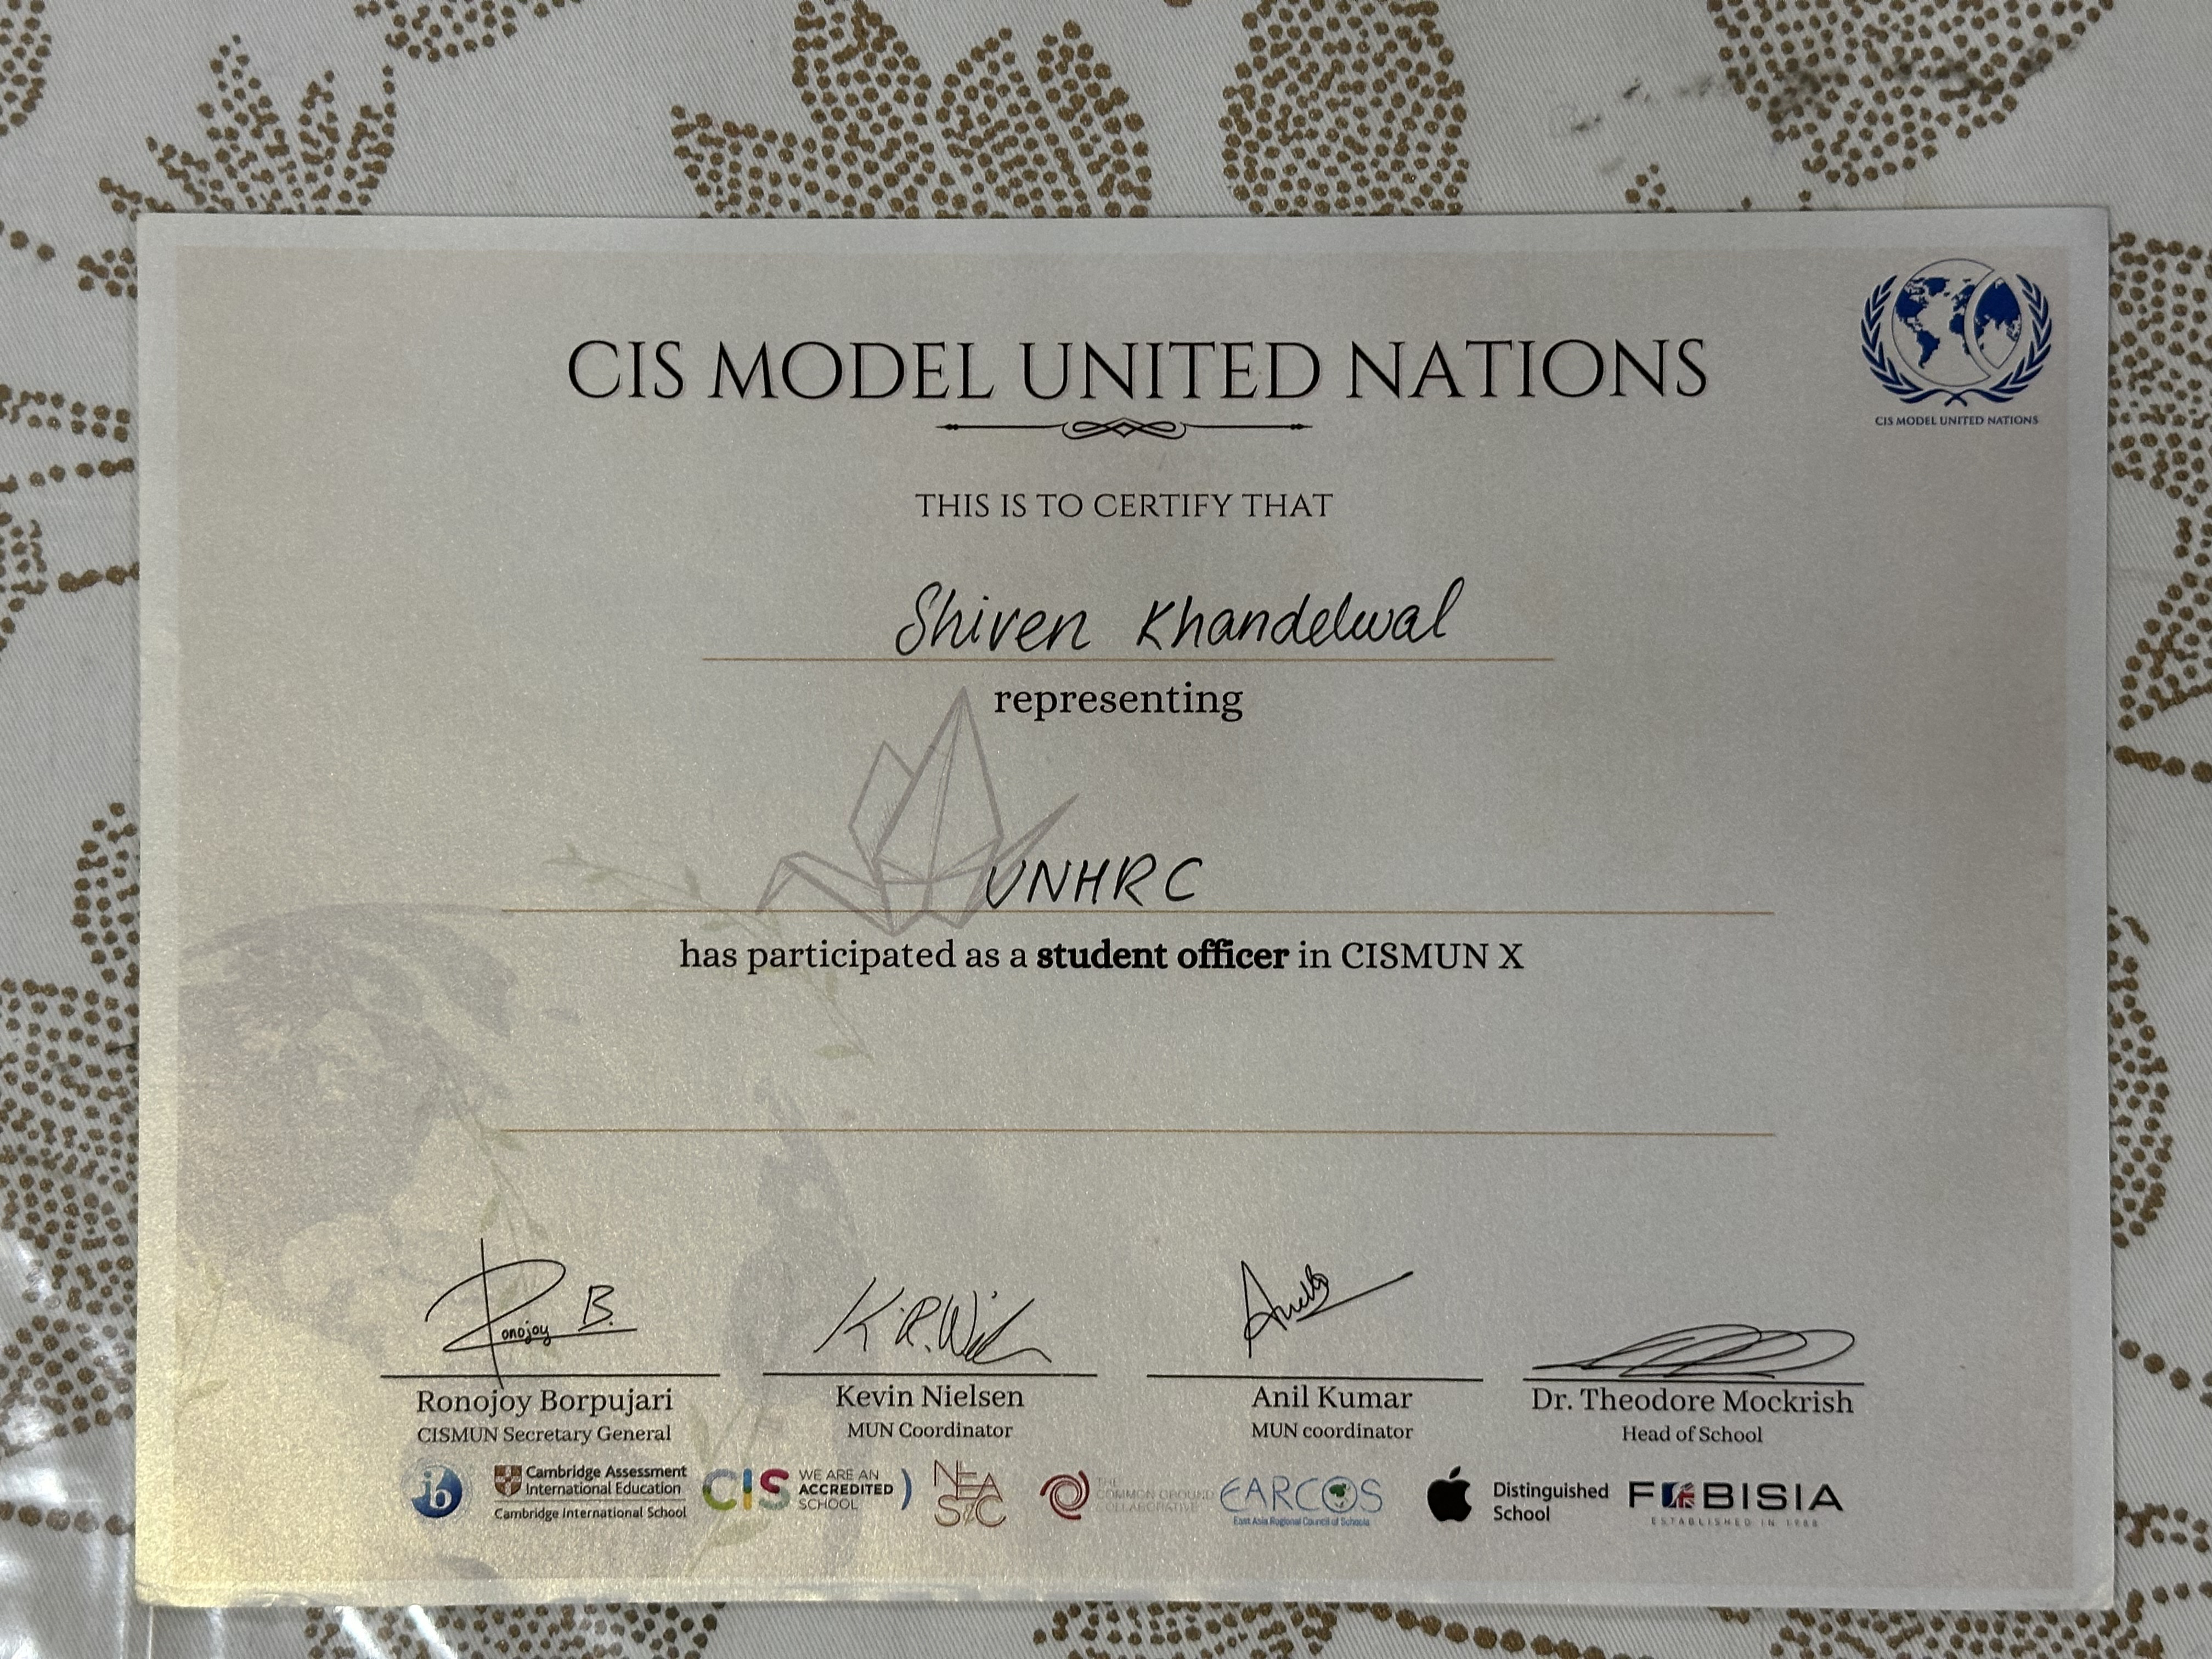 CIS MODEL UNITED NATIONS
CIS MODEL UNITED NATIONS
THIS IS TO CERTIFY THAT
Shiven Khandelwal
representing
UNHRC
has participated as a student officer in CISMUN X
Ronojoy B.
Ronojoy Borpujari
CISMUN Secretary General
Kevin Nielsen
MUN Coordinator
Anil Kumar
MUN coordinator
Dr. Theodore Mockrish
Head of School
ib
Cambridge Assessment
International Education
Cambridge International School
CIS
WE ARE AN
ACCREDITED
SCHOOL
NEASC
THE
COMMON GROUND
COLLABORATIVE
EARCOS
East Asia Regional Council of Schools
Distinguished
School
FOBISIA
ESTABLISHED IN 1988